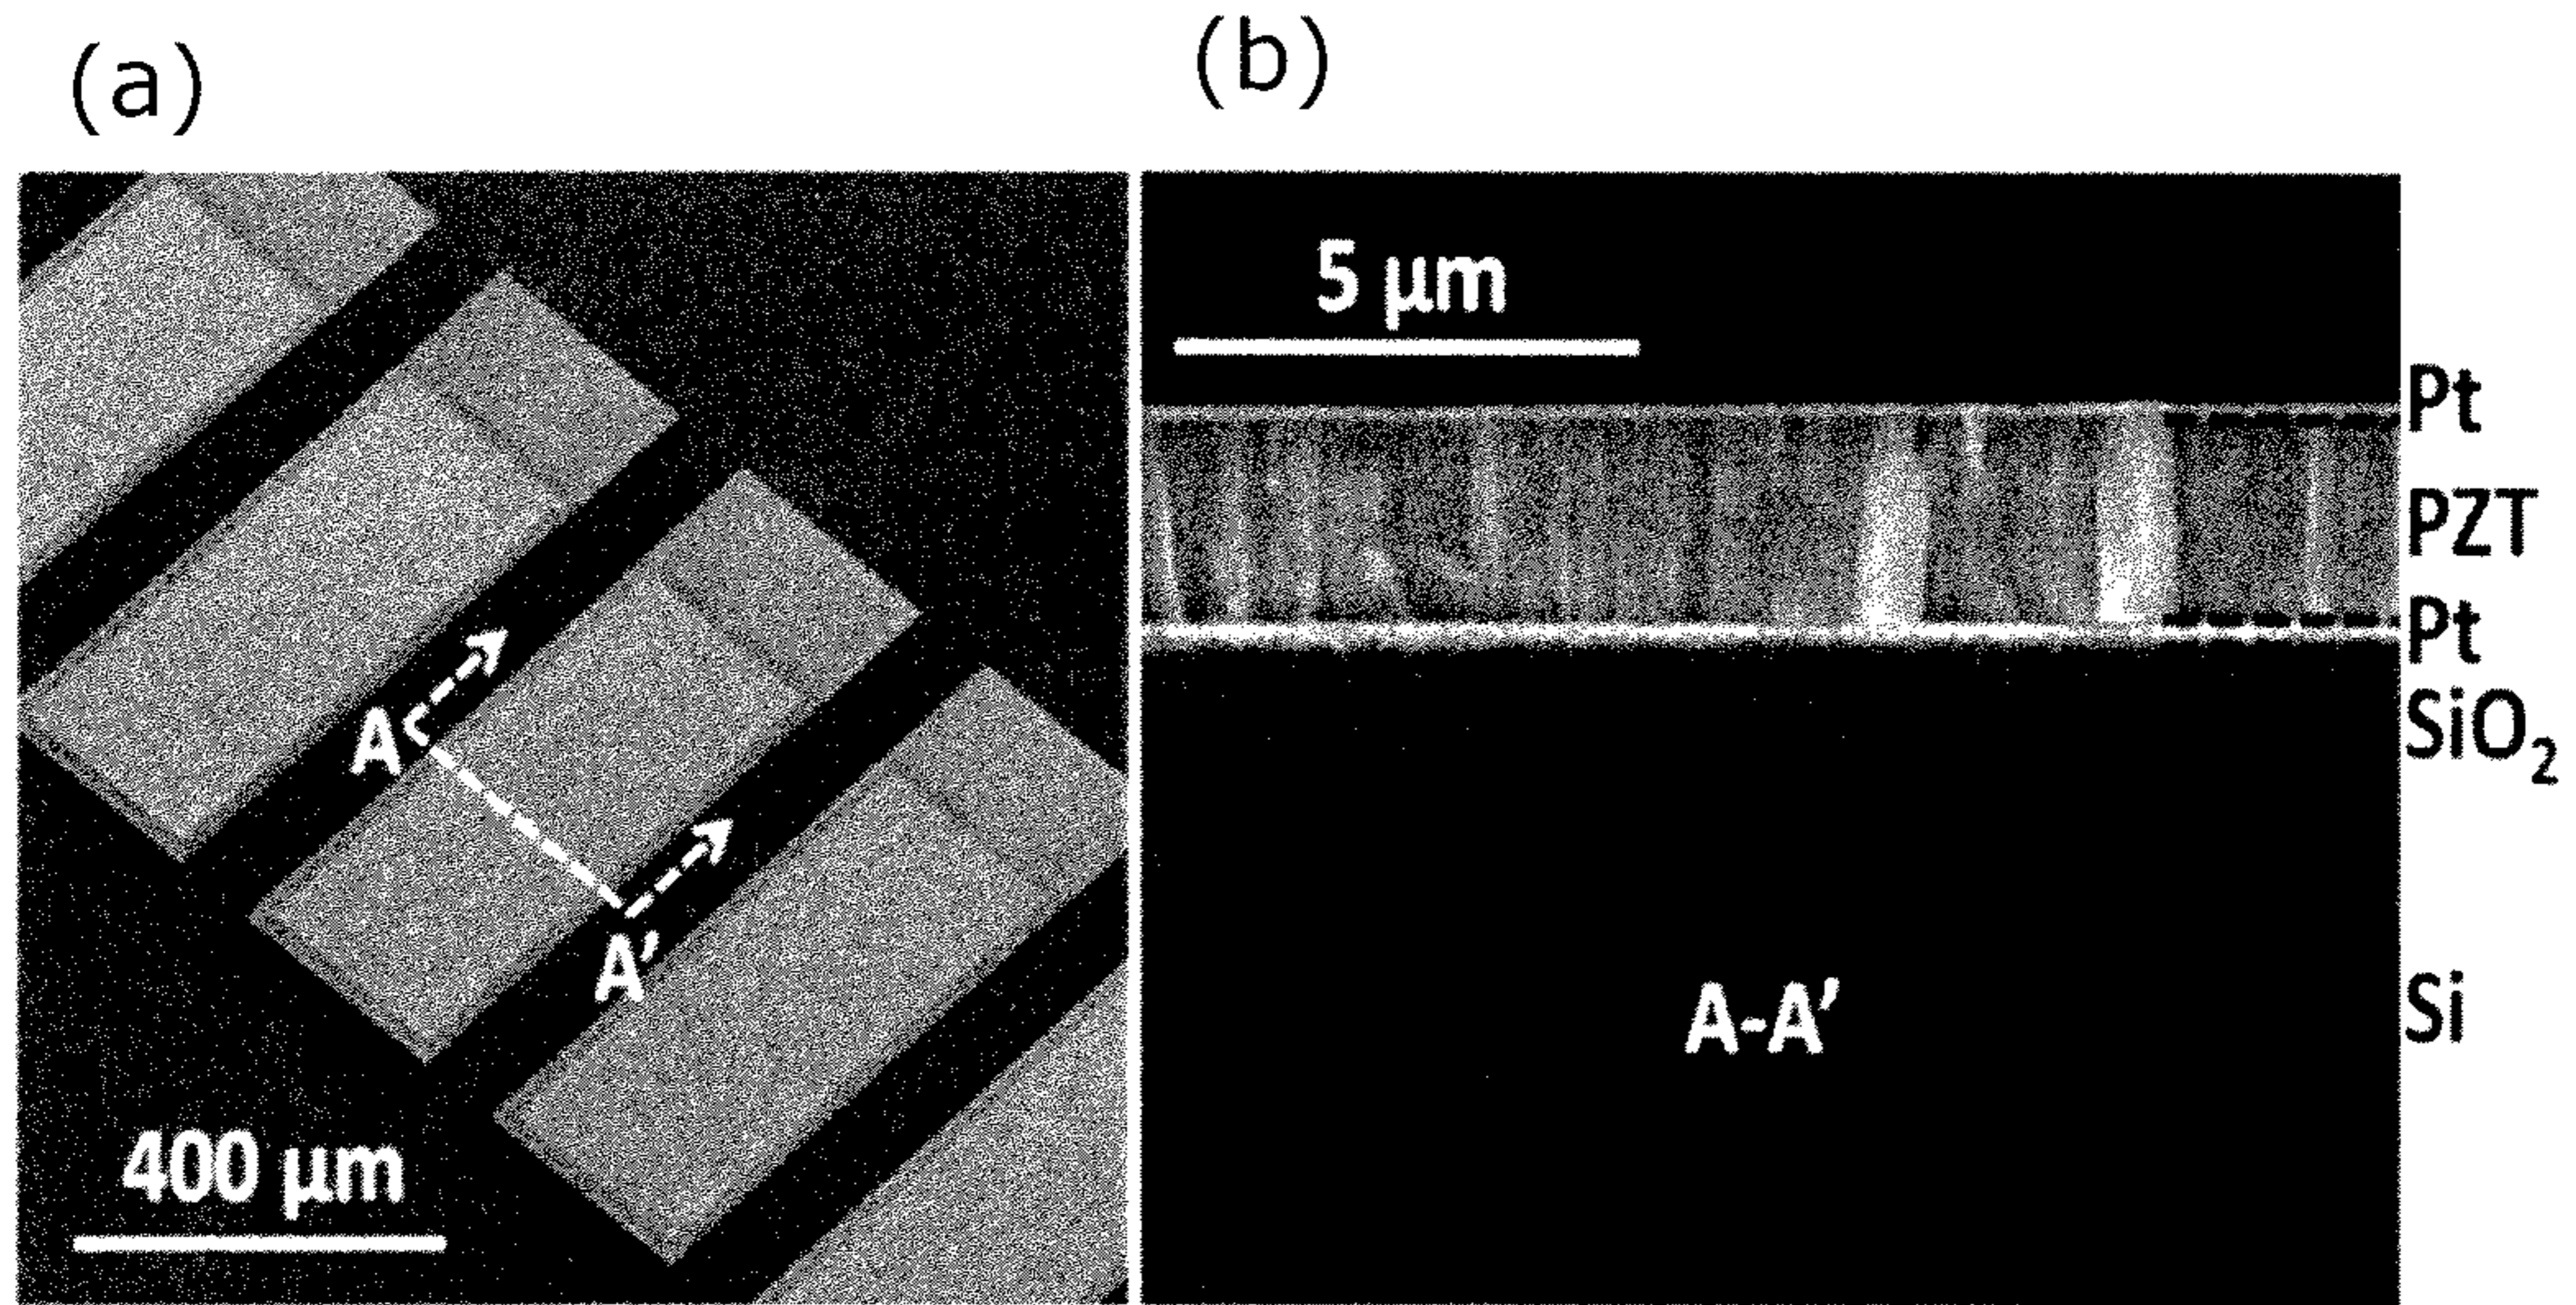 (a)
(b)
A
A′
400 μm
5 μm
Pt
PZT
Pt
SiO₂
Si
A-A′